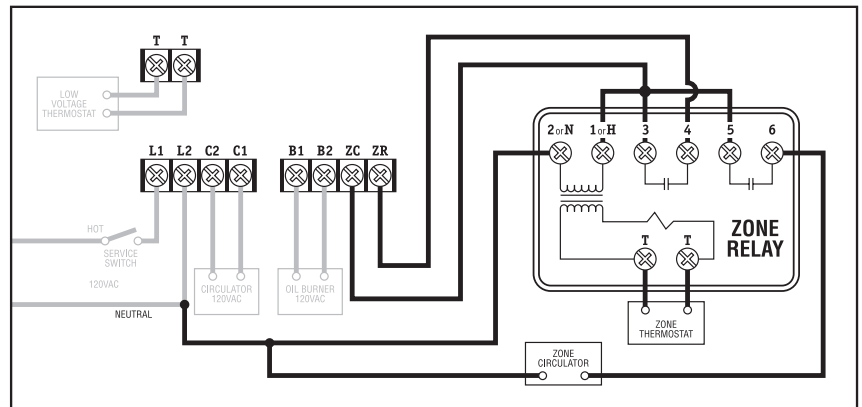 T T
LOW
VOLTAGE
THERMOSTAT
2 or N 1 or H 3 4 5 6
L1 L2 C2 C1 B1 B2 ZC ZR
HOT
SERVICE
SWITCH
120VAC
NEUTRAL
CIRCULATOR
120VAC
OIL BURNER
120VAC
ZONE
RELAY
T T
ZONE
THERMOSTAT
ZONE
CIRCULATOR